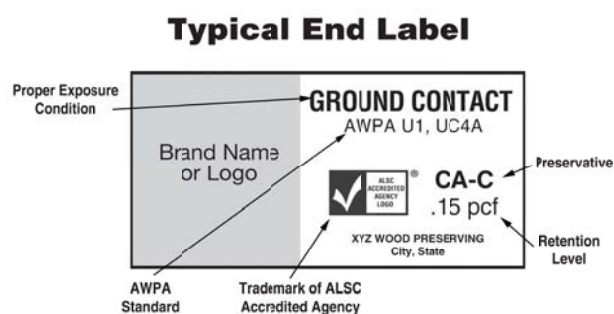 Typical End Label
Proper Exposure
Condition
GROUND CONTACT
AWPA U1, UC4A
Brand Name
or Logo
ALSC
ACCREDITED
AGENCY
LOGO
®
CA-C
.15 pcf
Preservative
XYZ WOOD PRESERVING
City, State
Retention
Level
AWPA
Standard
Trademark of ALSC
Accredited Agency